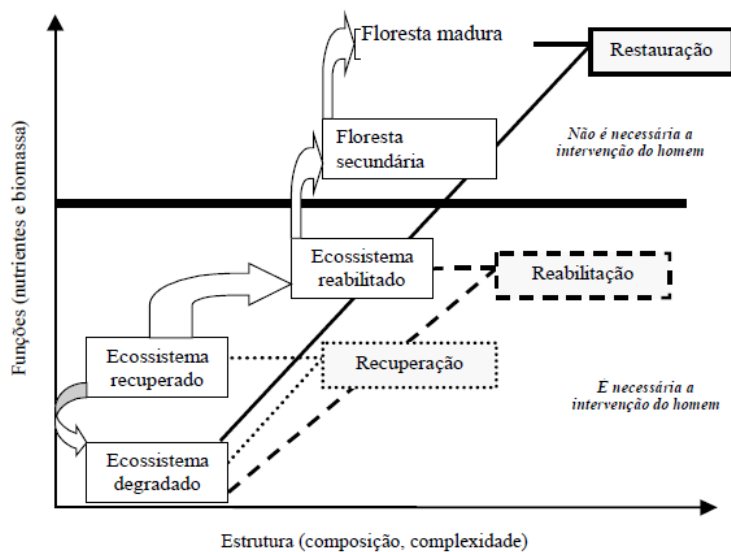 Floresta madura
Restauração
Floresta
secundária
Não é necessária a
intervenção do homem
Funções (nutrientes e biomassa)
Ecossistema
reabilitado
Reabilitação
Ecossistema
recuperado
Recuperação
É necessária a
intervenção do homem
Ecossistema
degradado
Estrutura (composição, complexidade)